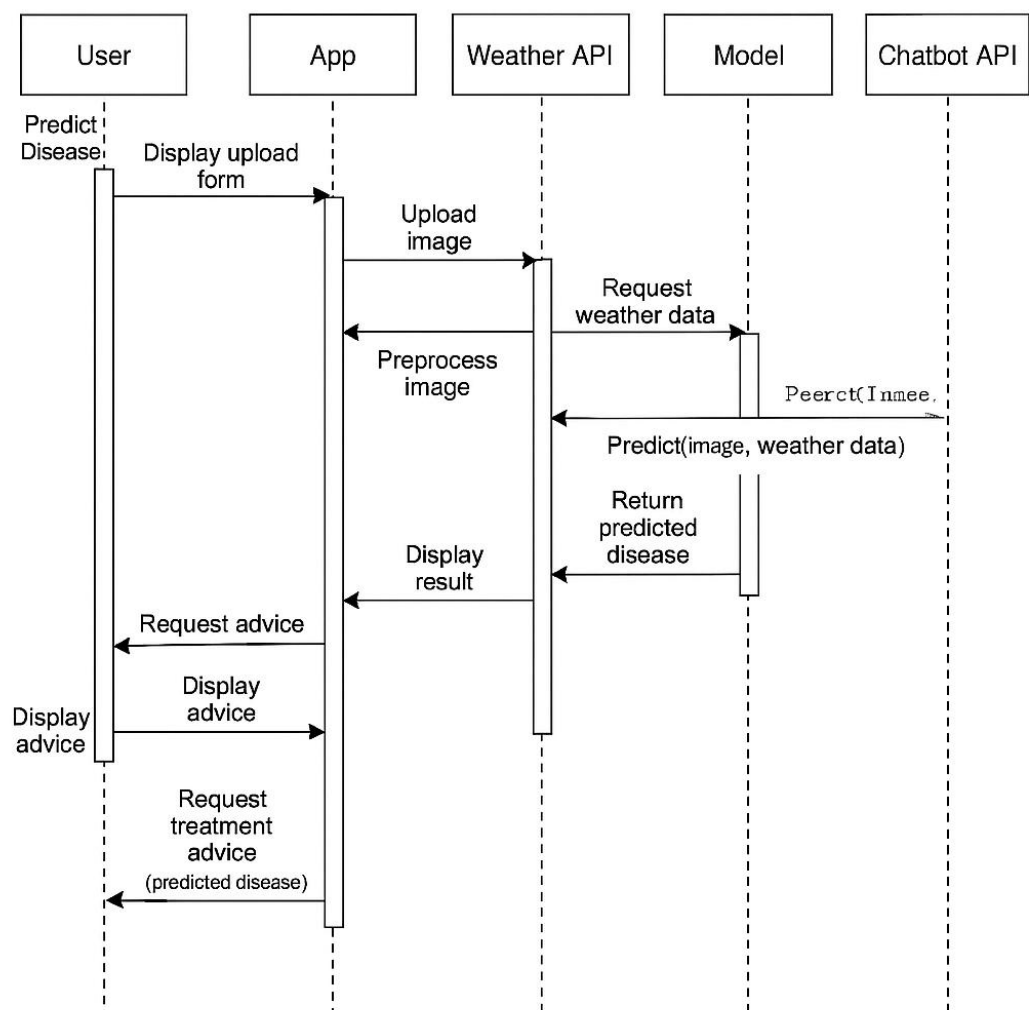 User
App
Weather API
Model
Chatbot API
Predict
Disease
Display upload
form
Upload
image
Request
weather data
Preprocess
image
Peerct(Inmee.
Predict(image, weather data)
Return
predicted
disease
Display
result
Request advice
Display
advice
Display
advice
Request
treatment
advice
(predicted disease)